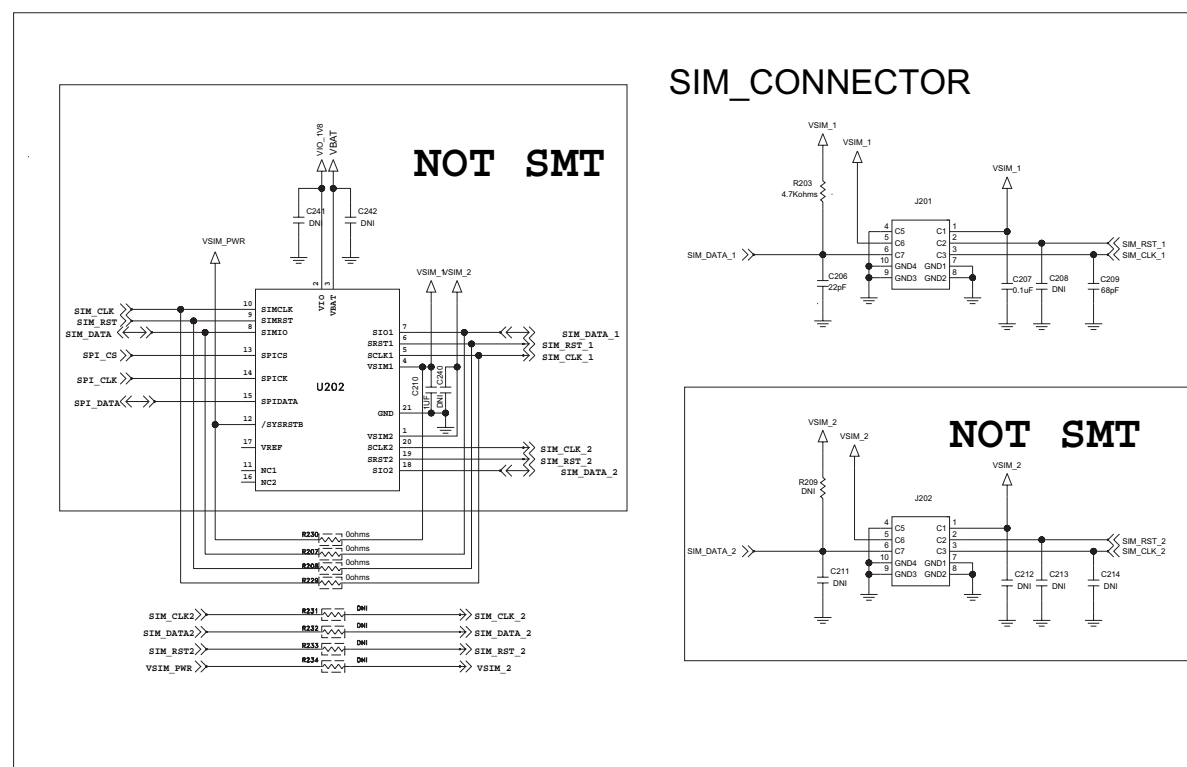 SIM_CONNECTOR
NOT SMT
VIO_1V8
VBAT
C241
DNI
C242
DNI
VSIM_PWR
VSIM_1
VSIM_2
2
3
VIO
VBAT
SIM_CLK
10
SIMCLK
SIM_RST
9
SIMRST
SIM_DATA
8
SIMIO
SPI_CS
13
SPICS
SPI_CLK
14
SPICK
SPI_DATA
15
SPIDATA
12
/SYSRSTB
17
VREF
11
NC1
16
NC2
U202
SIO1
7
SIM_DATA_1
SRST1
6
SIM_RST_1
SCLK1
5
SIM_CLK_1
VSIM1
4
C210
1UF
C240
DNI
GND
21
VSIM2
1
SCLK2
20
SIM_CLK_2
SRST2
19
SIM_RST_2
SIO2
18
SIM_DATA_2
R230
0ohms
R207
0ohms
R208
0ohms
R229
0ohms
SIM_CLK2
R231
DNI
SIM_CLK_2
SIM_DATA2
R232
DNI
SIM_DATA_2
SIM_RST2
R233
DNI
SIM_RST_2
VSIM_PWR
R234
DNI
VSIM_2
VSIM_1
VSIM_1
VSIM_1
R203
4.7Kohms
J201
SIM_DATA_1
4
C5
C1
1
5
C6
C2
2
SIM_RST_1
6
C7
C3
3
SIM_CLK_1
10
GND4
GND1
7
9
GND3
GND2
8
C206
22pF
C207
0.1uF
C208
DNI
C209
68pF
NOT SMT
VSIM_2
VSIM_2
VSIM_2
R209
DNI
J202
SIM_DATA_2
4
C5
C1
1
5
C6
C2
2
SIM_RST_2
6
C7
C3
3
SIM_CLK_2
10
GND4
GND1
7
9
GND3
GND2
8
C211
DNI
C212
DNI
C213
DNI
C214
DNI